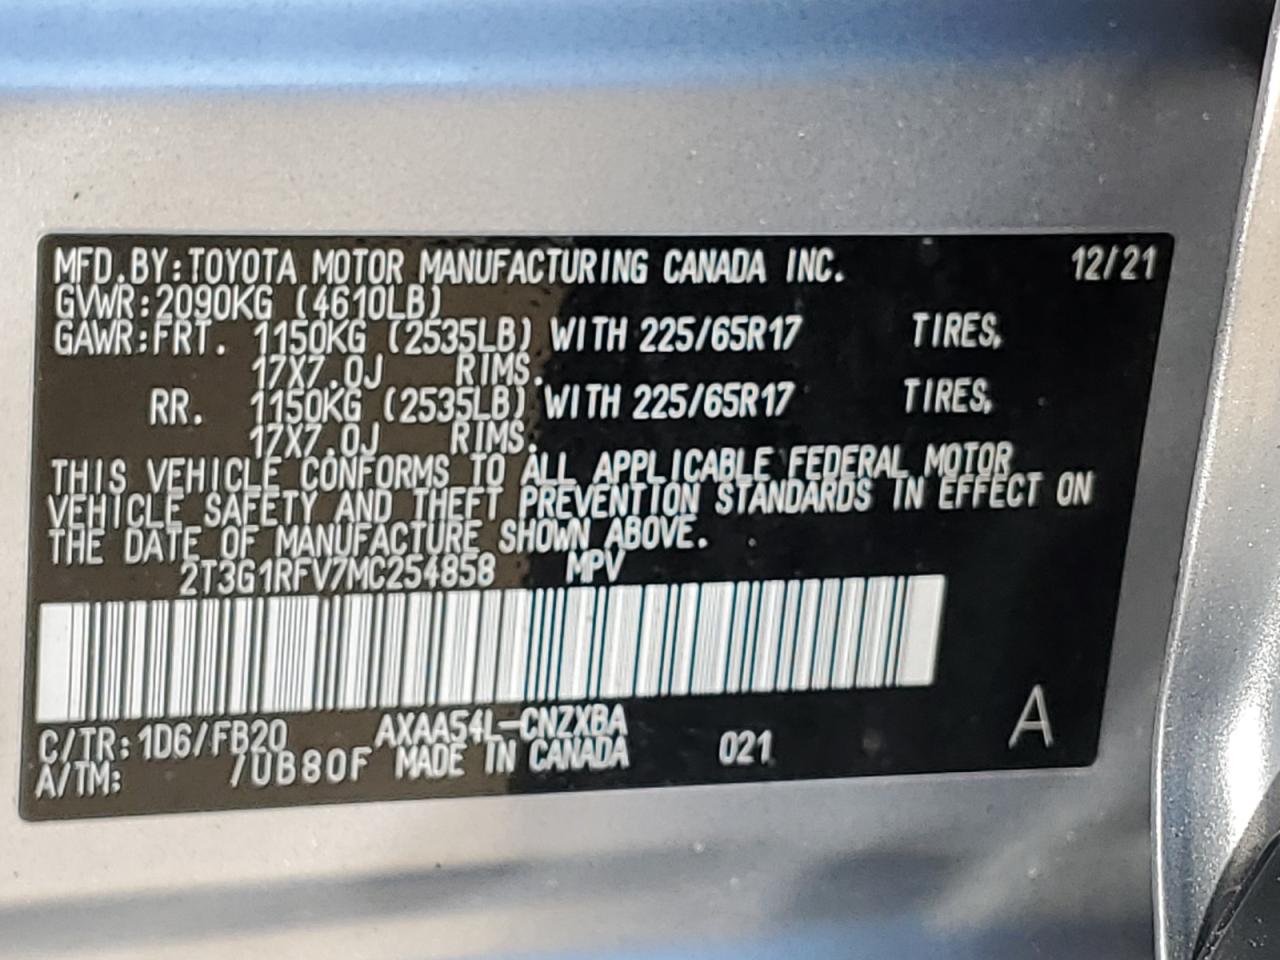 MFD.BY:TOYOTA MOTOR MANUFACTURING CANADA INC. 12/21
GVWR:2090KG (4610LB)
GAWR:FRT. 1150KG (2535LB) WITH 225/65R17 TIRES,
17X7.0J RIMS.
RR. 1150KG (2535LB) WITH 225/65R17 TIRES,
17X7.0J RIMS.
THIS VEHICLE CONFORMS TO ALL APPLICABLE FEDERAL MOTOR
VEHICLE SAFETY AND THEFT PREVENTION STANDARDS IN EFFECT ON
THE DATE OF MANUFACTURE SHOWN ABOVE.
2T3G1RFV7MC254858 MPV
C/TR:1D6/FB20 AXAA54L-CNZXBA
A/TM: /UB80F MADE IN CANADA 021 A